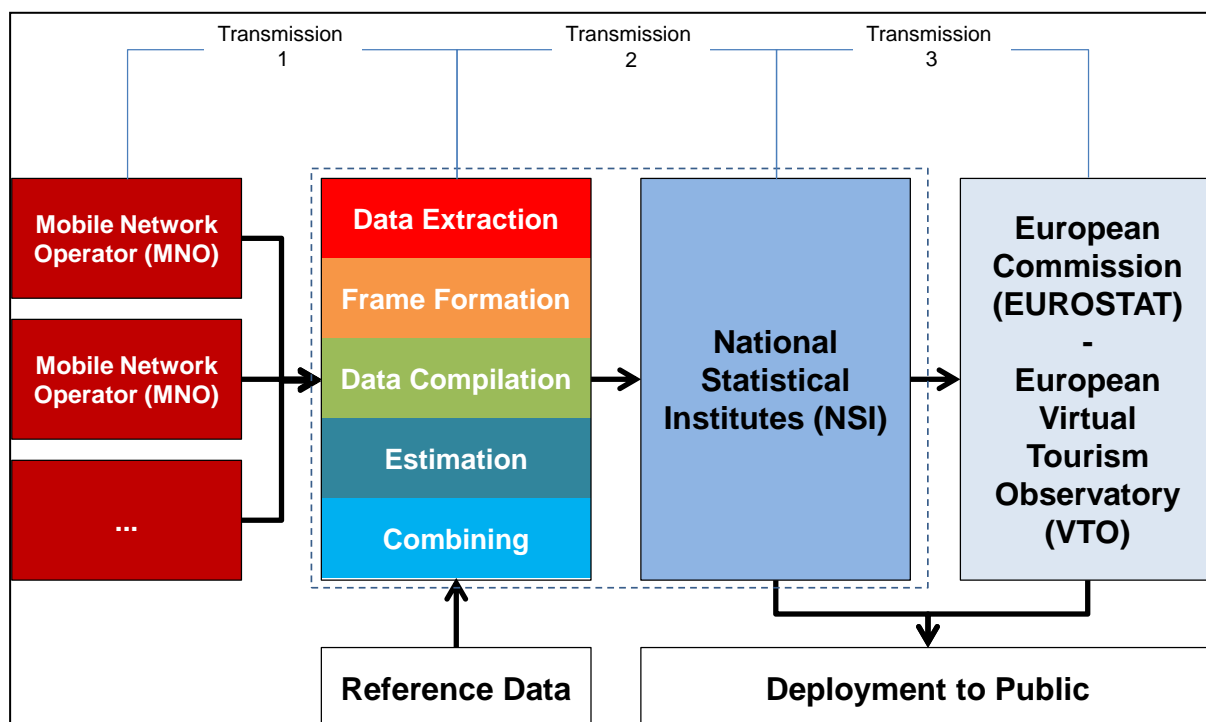 Transmission
1
Transmission
2
Transmission
3
Mobile Network
Operator (MNO)
Mobile Network
Operator (MNO)
...
Data Extraction
Frame Formation
Data Compilation
Estimation
Combining
National
Statistical
Institutes (NSI)
European
Commission
(EUROSTAT)
-
European
Virtual
Tourism
Observatory
(VTO)
Reference Data
Deployment to Public